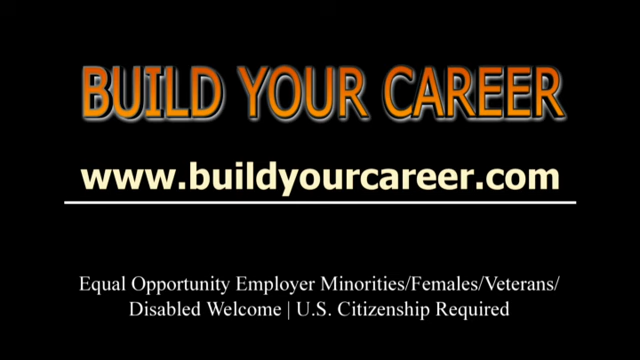 BUILD YOUR CAREER
www.buildyourcareer.com
Equal Opportunity Employer Minorities/Females/Veterans/
Disabled Welcome | U.S. Citizenship Required